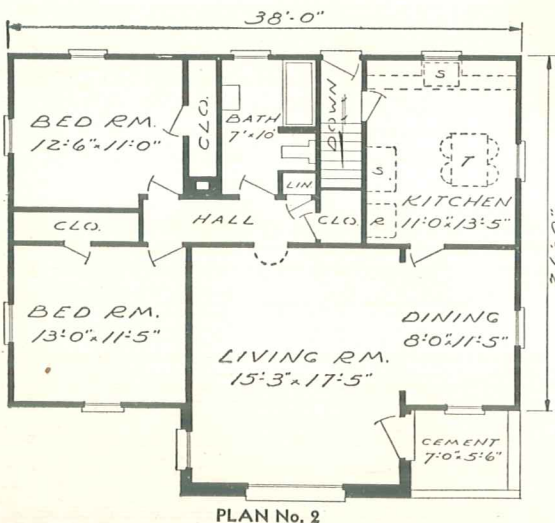 38'-0"
BED RM.
12'-6"x11'-0"
CLO.
BATH
7'x10'
DOWN
S
T
S.
KITCHEN
11'-0"x13'-5"
R
LIN
CLO.
HALL
CLO.
BED RM.
13'-0"x11'-5"
LIVING RM.
15'-3"x17'-5"
DINING
8'-0"x11'-5"
CEMENT
7'-0"x5'-6"
PLAN No. 2